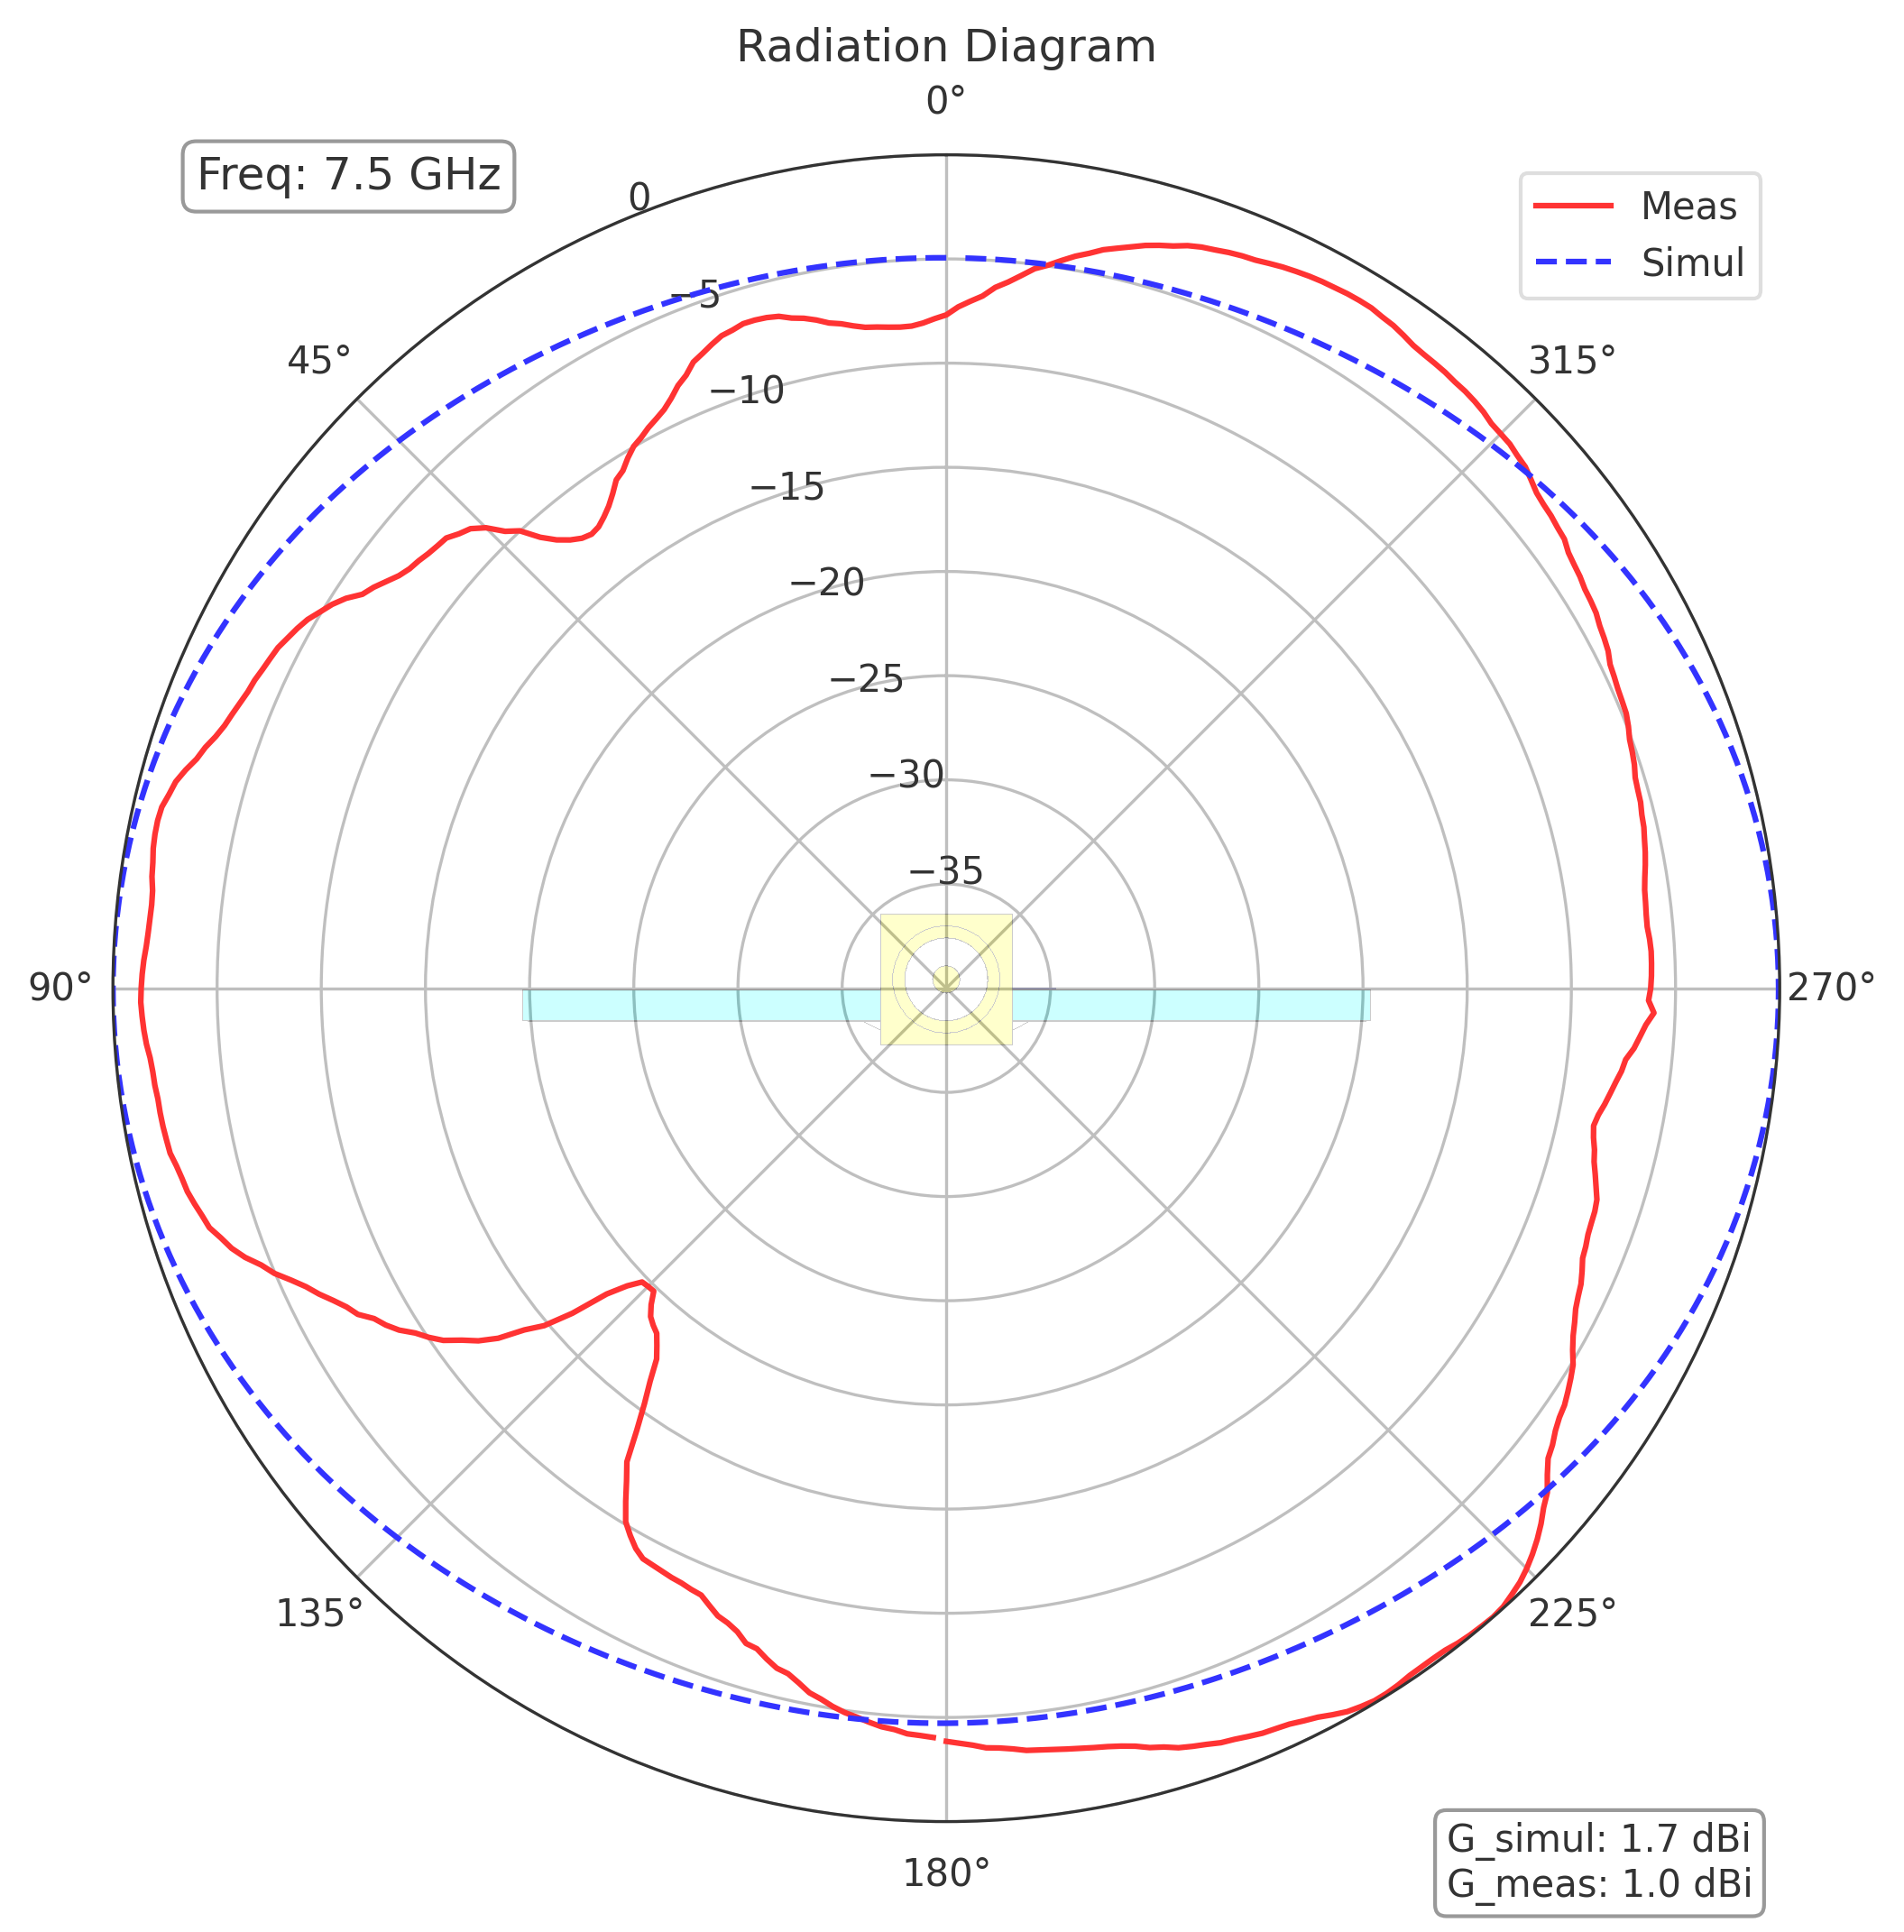 Radiation Diagram
0°
Freq: 7.5 GHz
Meas
Simul
0
−5
−10
−15
−20
−25
−30
−35
45°
315°
90°
270°
135°
225°
180°
G_simul: 1.7 dBi
G_meas: 1.0 dBi